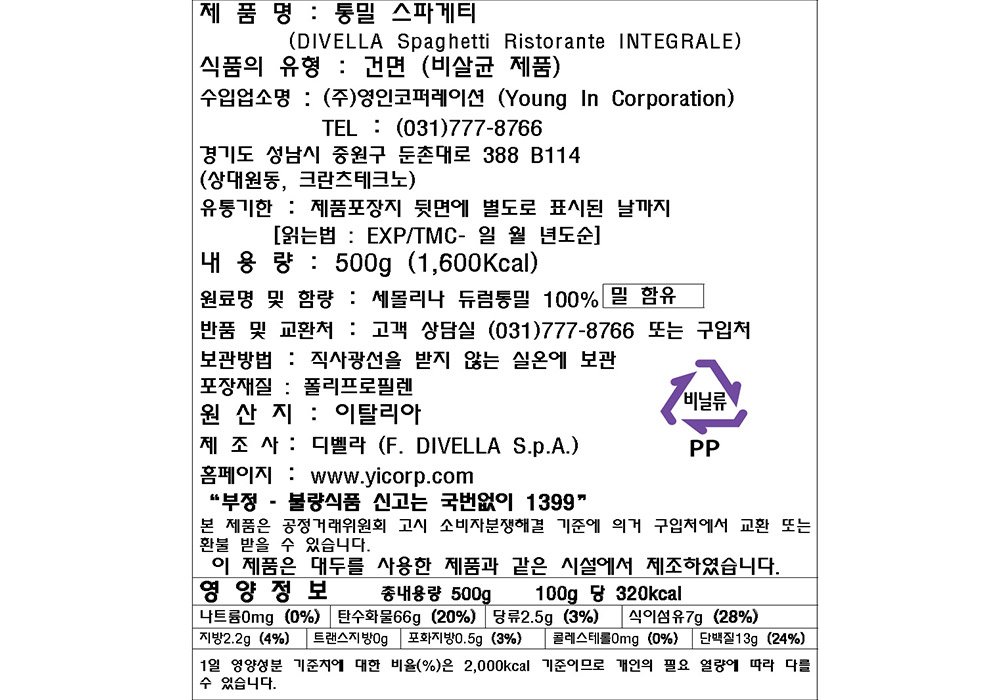 제 품 명 : 통밀 스파게티
(DIVELLA Spaghetti Ristorante INTEGRALE)
식품의 유형 : 건면 (비살균 제품)
수입업소명 : (주)영인코퍼레이션 (Young In Corporation)
TEL : (031)777-8766
경기도 성남시 중원구 둔촌대로 388 B114
(상대원동, 크란츠테크노)
유통기한 : 제품포장지 뒷면에 별도로 표시된 날까지
[읽는법 : EXP/TMC- 일 월 년도순]
내 용 량 : 500g (1,600Kcal)
원료명 및 함량 : 세몰리나 듀럼통밀 100% 밀 함유
반품 및 교환처 : 고객 상담실 (031)777-8766 또는 구입처
보관방법 : 직사광선을 받지 않는 실온에 보관
포장재질 : 폴리프로필렌
원 산 지 : 이탈리아
비닐류
PP
제 조 사 : 디벨라 (F. DIVELLA S.p.A.)
홈페이지 : www.yicorp.com
“부정 - 불량식품 신고는 국번없이 1399”
본 제품은 공정거래위원회 고시 소비자분쟁해결 기준에 의거 구입처에서 교환 또는
환불 받을 수 있습니다.
이 제품은 대두를 사용한 제품과 같은 시설에서 제조하였습니다.
영 양 정 보 총내용량 500g 100g 당 320kcal
나트륨0mg (0%) 탄수화물66g (20%) 당류2.5g (3%) 식이섬유7g (28%)
지방2.2g (4%) 트랜스지방0g 포화지방0.5g (3%) 콜레스테롤0mg (0%) 단백질13g (24%)
1일 영양성분 기준치에 대한 비율(%)은 2,000kcal 기준이므로 개인의 필요 열량에 따라 다를
수 있습니다.